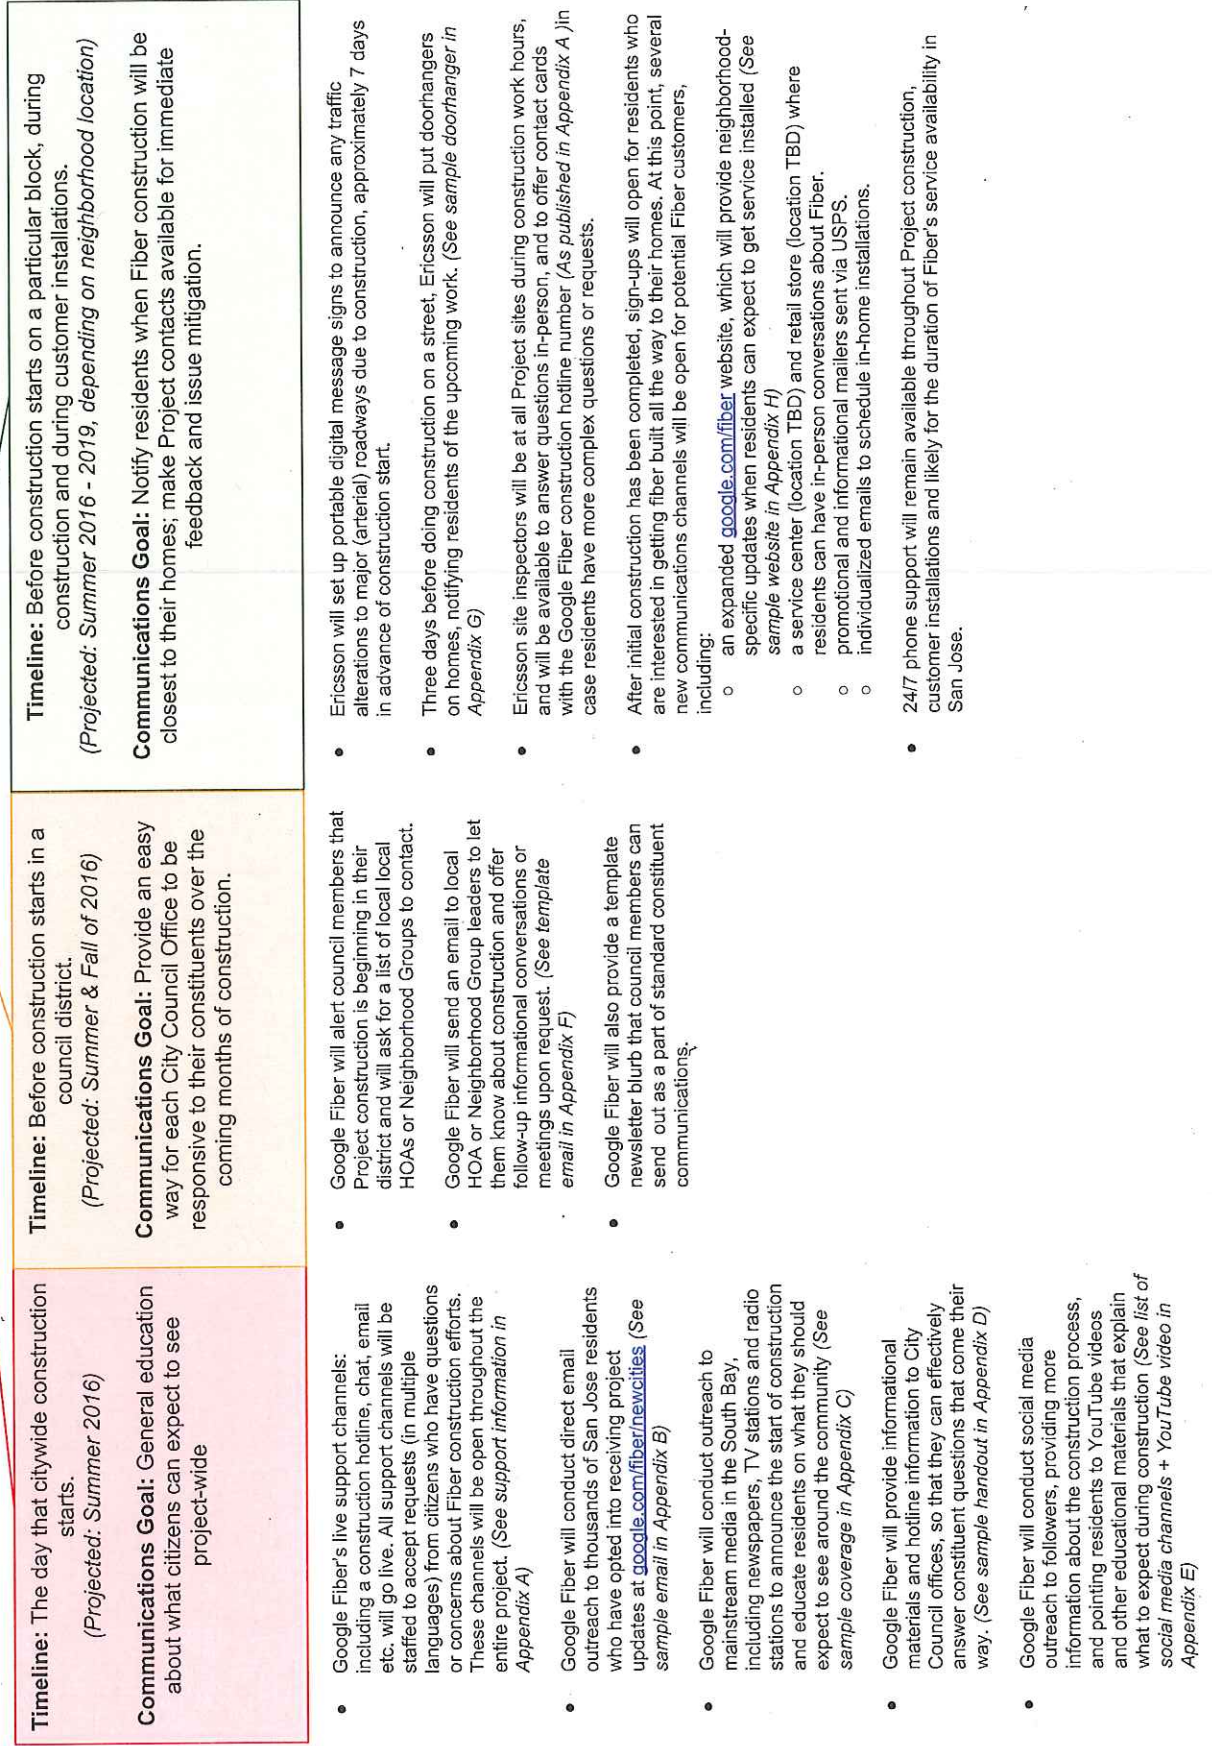 Timeline: The day that citywide construction
starts.
(Projected: Summer 2016)
Communications Goal: General education
about what citizens can expect to see
project-wide
Google Fiber's live support channels:
including a construction hotline, chat, email
etc. will go live. All support channels will be
staffed to accept requests (in multiple
languages) from citizens who have questions
or concerns about Fiber construction efforts.
These channels will be open throughout the
entire project. (See support information in
Appendix A)
Google Fiber will conduct direct email
outreach to thousands of San Jose residents
who have opted into receiving project
updates at google.com/fiber/newcities (See
sample email in Appendix B)
Google Fiber will conduct outreach to
mainstream media in the South Bay,
including newspapers, TV stations and radio
stations to announce the start of construction
and educate residents on what they should
expect to see around the community (See
sample coverage in Appendix C)
Google Fiber will provide informational
materials and hotline information to City
Council offices, so that they can effectively
answer constituent questions that come their
way. (See sample handout in Appendix D)
Google Fiber will conduct social media
outreach to followers, providing more
information about the construction process,
and pointing residents to YouTube videos
and other educational materials that explain
what to expect during construction (See list of
social media channels + YouTube video in
Appendix E)
Timeline: Before construction starts in a
council district.
(Projected: Summer & Fall of 2016)
Communications Goal: Provide an easy
way for each City Council Office to be
responsive to their constituents over the
coming months of construction.
Google Fiber will alert council members that
Project construction is beginning in their
district and will ask for a list of local local
HOAs or Neighborhood Groups to contact.
Google Fiber will send an email to local
HOA or Neighborhood Group leaders to let
them know about construction and offer
follow-up informational conversations or
meetings upon request. (See template
email in Appendix F)
Google Fiber will also provide a template
newsletter blurb that council members can
send out as a part of standard constituent
communications.
Timeline: Before construction starts on a particular block, during
construction and during customer installations.
(Projected: Summer 2016 - 2019, depending on neighborhood location)
Communications Goal: Notify residents when Fiber construction will be
closest to their homes; make Project contacts available for immediate
feedback and issue mitigation.
Ericsson will set up portable digital message signs to announce any traffic
alterations to major (arterial) roadways due to construction, approximately 7 days
in advance of construction start.
Three days before doing construction on a street, Ericsson will put doorhangers
on homes, notifying residents of the upcoming work. (See sample doorhanger in
Appendix G)
Ericsson site inspectors will be at all Project sites during construction work hours,
and will be available to answer questions in-person, and to offer contact cards
with the Google Fiber construction hotline number (As published in Appendix A )in
case residents have more complex questions or requests.
After initial construction has been completed, sign-ups will open for residents who
are interested in getting fiber built all the way to their homes. At this point, several
new communications channels will be open for potential Fiber customers,
including:
an expanded google.com/fiber website, which will provide neighborhood-
specific updates when residents can expect to get service installed (See
sample website in Appendix H)
a service center (location TBD) and retail store (location TBD) where
residents can have in-person conversations about Fiber.
promotional and informational mailers sent via USPS.
individualized emails to schedule in-home installations.
24/7 phone support will remain available throughout Project construction,
customer installations and likely for the duration of Fiber's service availability in
San Jose.